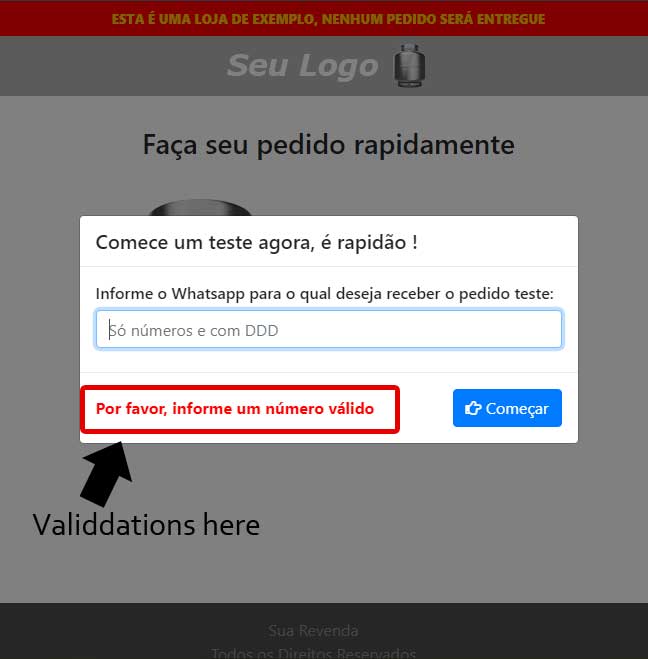 ESTA É UMA LOJA DE EXEMPLO, NENHUM PEDIDO SERÁ ENTREGUE
Seu Logo
Faça seu pedido rapidamente
Comece um teste agora, é rapidão !
Informe o Whatsapp para o qual deseja receber o pedido teste:
Só números e com DDD
Por favor, informe um número válido
Começar
Validdations here
Sua Revenda
Todos os Direitos Reservados